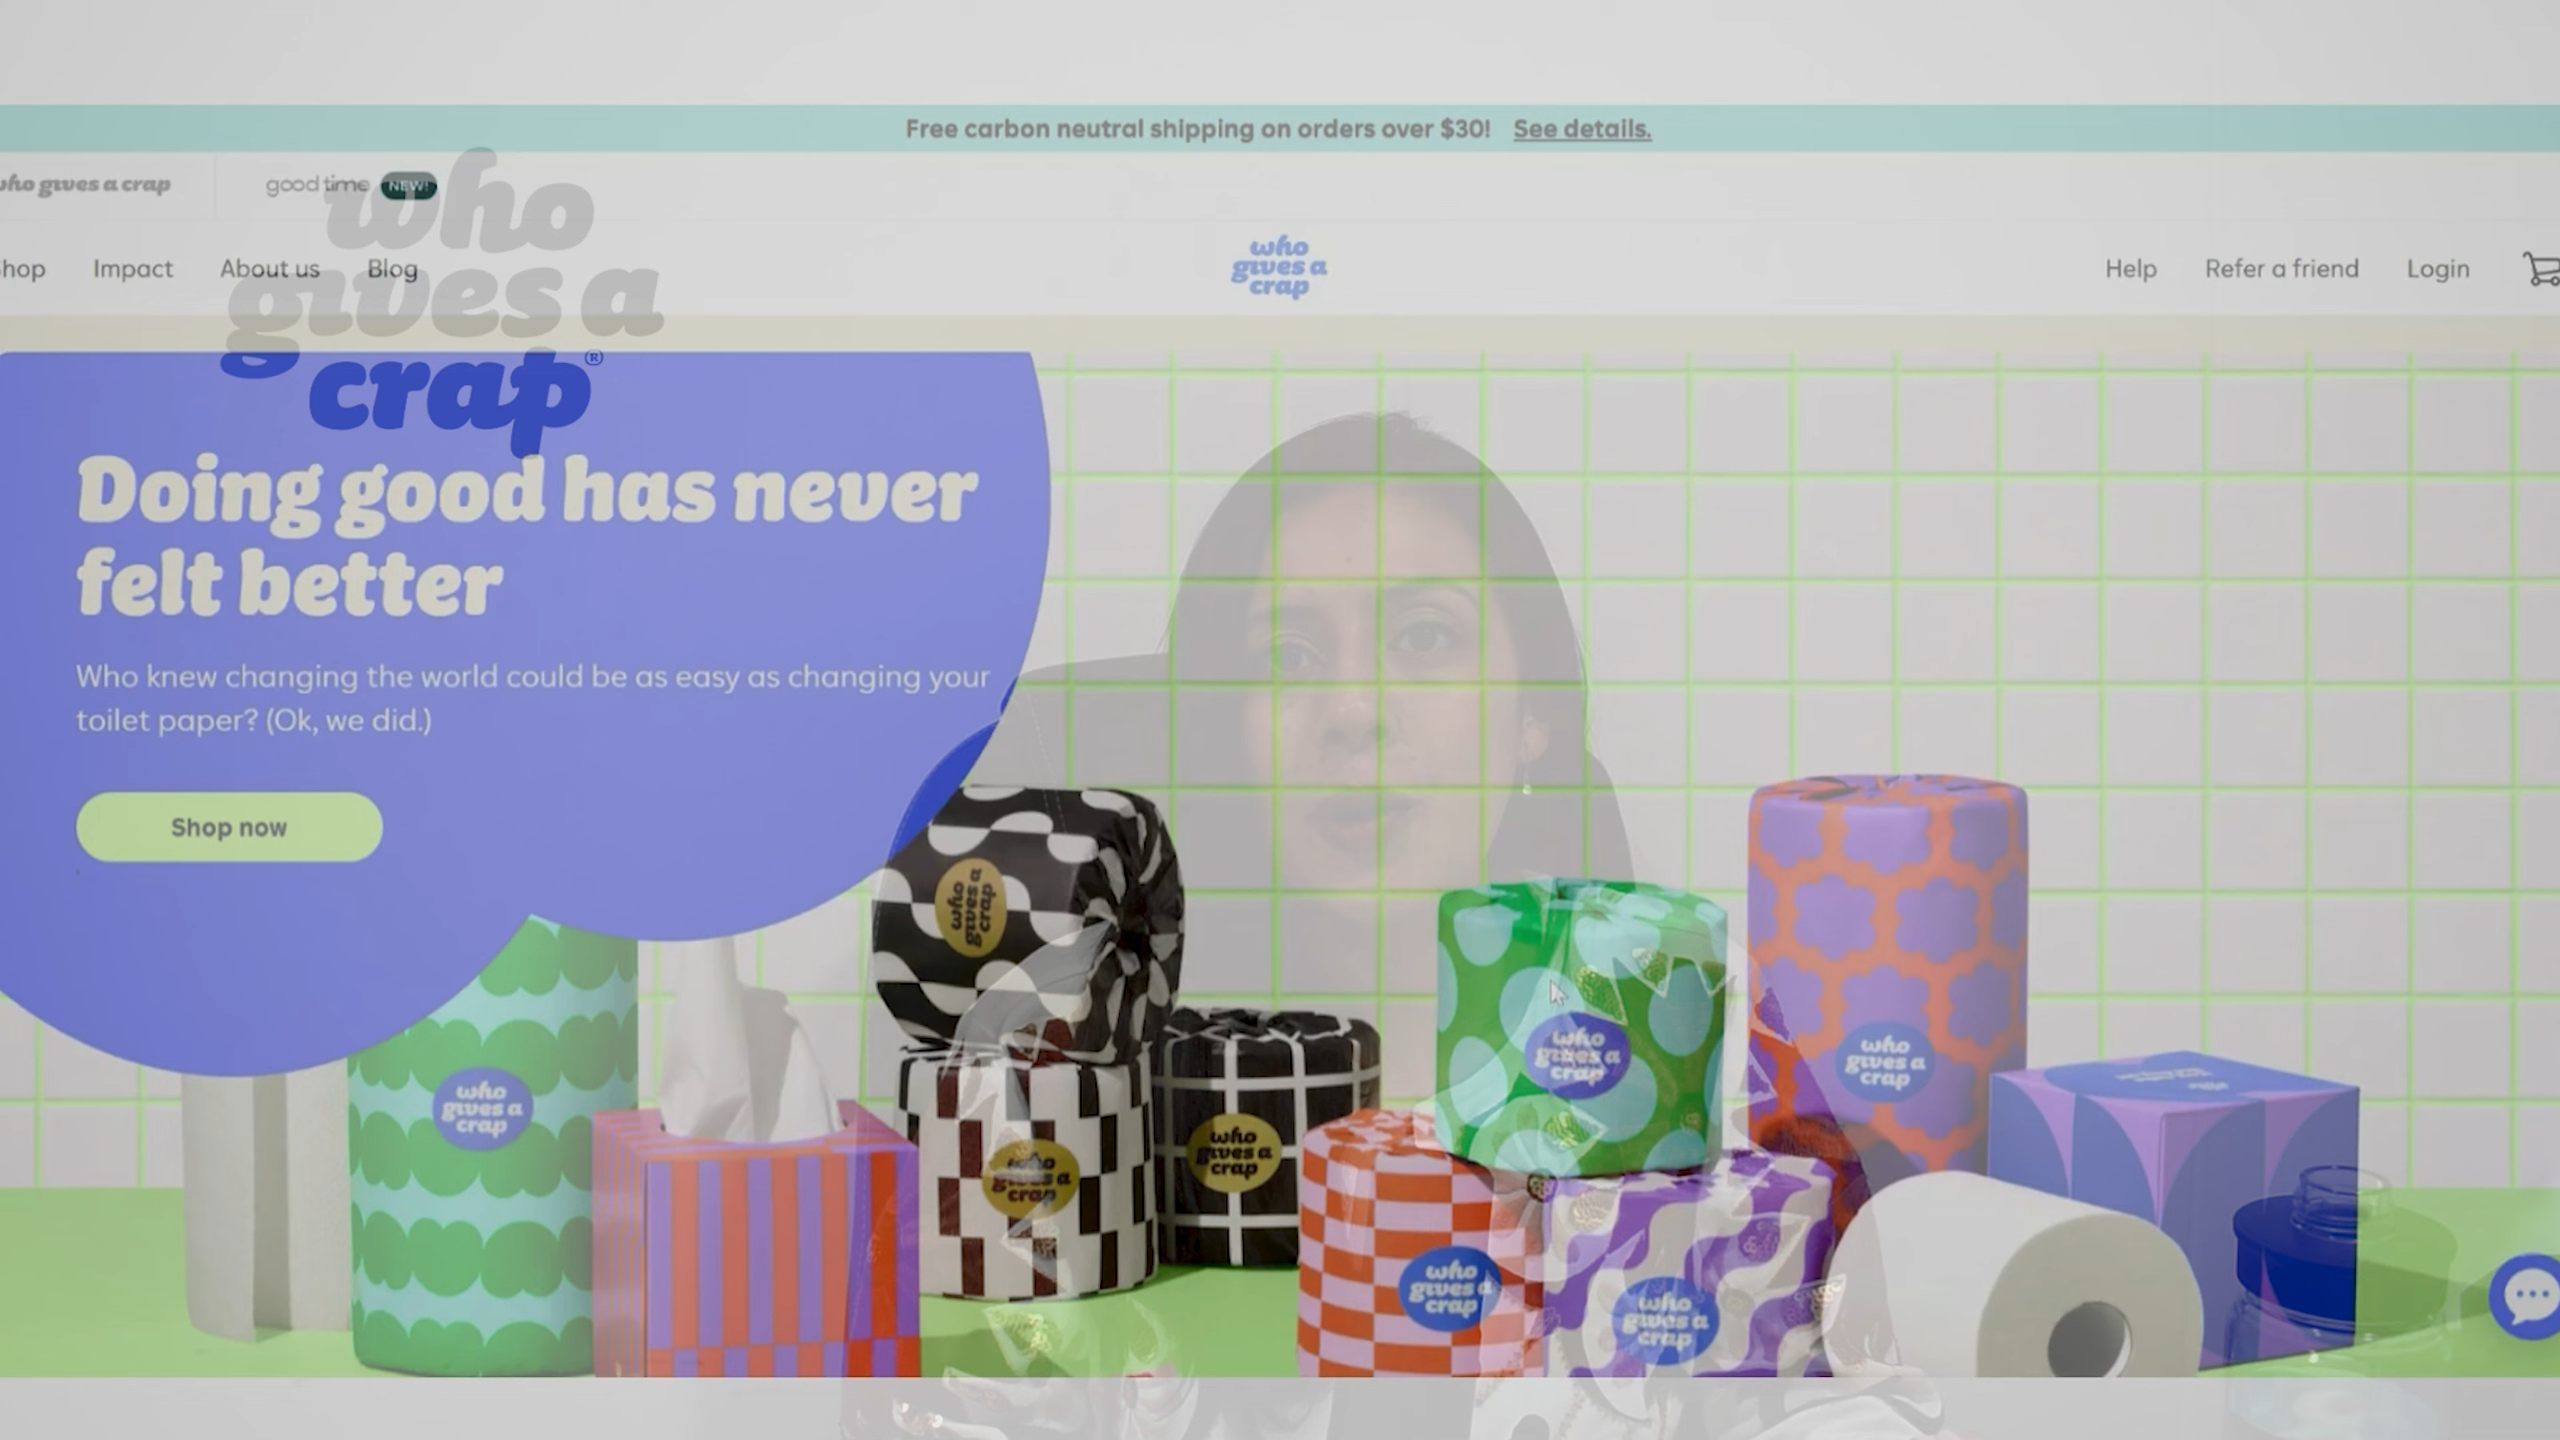 Free carbon neutral shipping on orders over $30! See details.
who gives a crap
good time NEW!
who
gives a
crap®
Shop Impact About us Blog
who
gives a
crap
Help Refer a friend Login
Doing good has never
felt better
Who knew changing the world could be as easy as changing your
toilet paper? (Ok, we did.)
Shop now
who
gives a
crap
who
gives a
crap
who
gives a
crap
who
gives a
crap
who
gives a
crap
who
gives a
crap
who
gives a
crap
who
gives a
crap